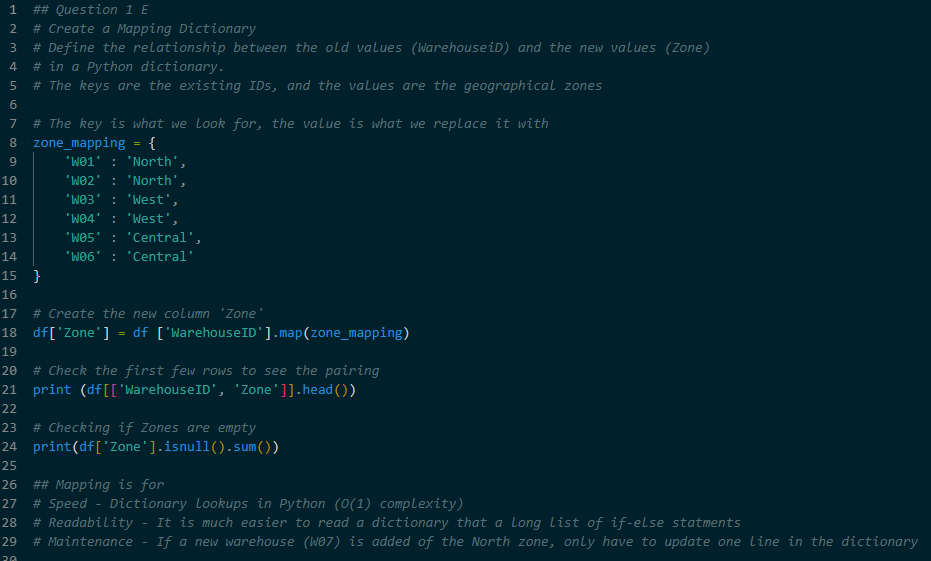 1 ## Question 1 E
2 # Create a Mapping Dictionary
3 # Define the relationship between the old values (WarehouseiD) and the new values (Zone)
4 # in a Python dictionary.
5 # The keys are the existing IDs, and the values are the geographical zones
6
7 # The key is what we look for, the value is what we replace it with
8 zone_mapping = {
9     'W01' : 'North',
10     'W02' : 'North',
11     'W03' : 'West',
12     'W04' : 'West',
13     'W05' : 'Central',
14     'W06' : 'Central'
15 }
16
17 # Create the new column 'Zone'
18 df['Zone'] = df ['WarehouseID'].map(zone_mapping)
19
20 # Check the first few rows to see the pairing
21 print (df[['WarehouseID', 'Zone']].head())
22
23 # Checking if Zones are empty
24 print(df['Zone'].isnull().sum())
25
26 ## Mapping is for
27 # Speed - Dictionary lookups in Python (O(1) complexity)
28 # Readability - It is much easier to read a dictionary that a long list of if-else statments
29 # Maintenance - If a new warehouse (W07) is added of the North zone, only have to update one line in the dictionary
30